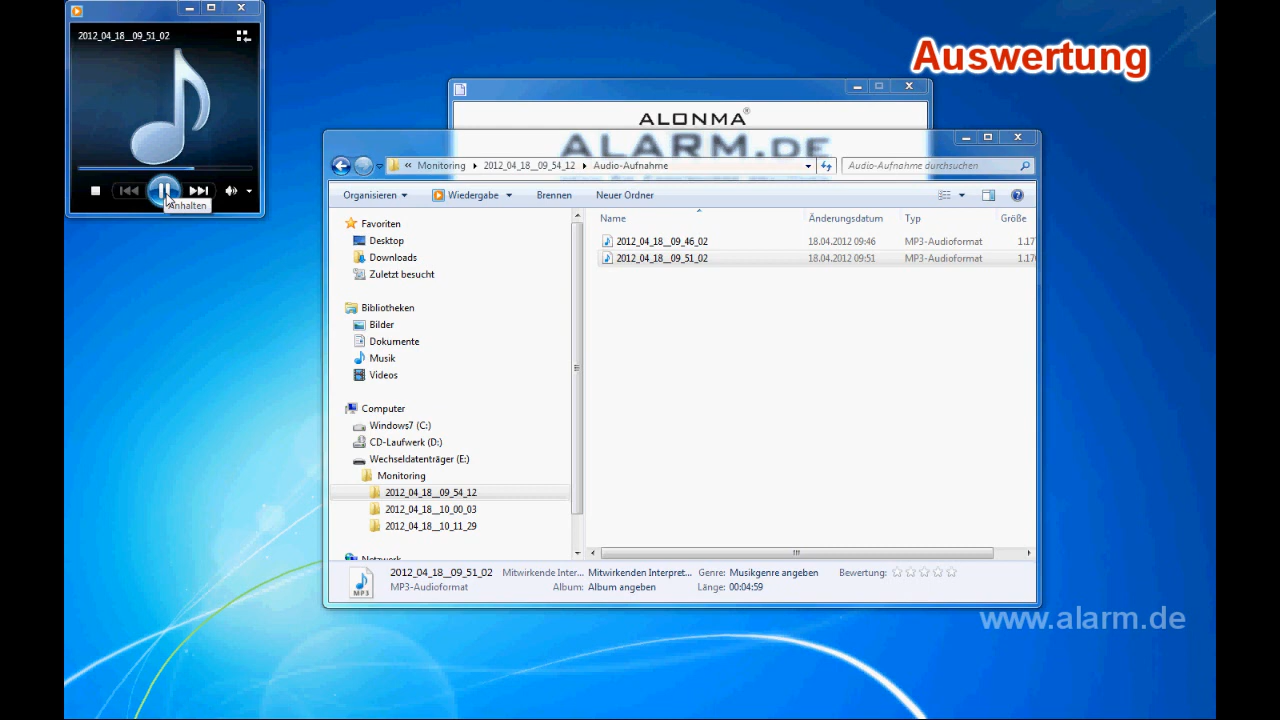 2012_04_18__09_51_02
Anhalten
Auswertung
ALONMA®
ALARM.DE
« Monitoring ▸ 2012_04_18__09_54_12 ▸ Audio-Aufnahme
Audio-Aufnahme durchsuchen
Organisieren Wiedergabe Brennen Neuer Ordner
Favoriten
Desktop
Downloads
Zuletzt besucht
Bibliotheken
Bilder
Dokumente
Musik
Videos
Computer
Windows7 (C:)
CD-Laufwerk (D:)
Wechseldatenträger (E:)
Monitoring
2012_04_18__09_54_12
2012_04_18__10_00_03
2012_04_18__10_11_29
Netzwerk
Name Änderungsdatum Typ Größe
2012_04_18__09_46_02 18.04.2012 09:46 MP3-Audioformat
2012_04_18__09_51_02 18.04.2012 09:51 MP3-Audioformat
MP3
2012_04_18__09_51_02 Mitwirkende Inter... Mitwirkenden Interpret... Genre: Musikgenre angeben Bewertung:
MP3-Audioformat Album: Album angeben Länge: 00:04:59
www.alarm.de